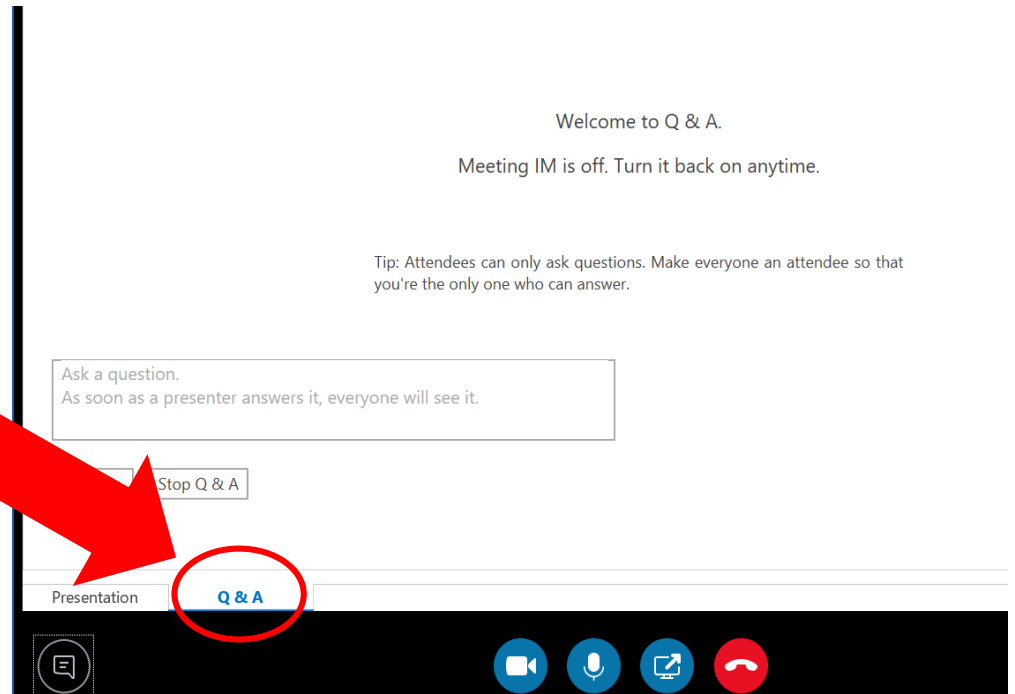 Welcome to Q & A.
Meeting IM is off. Turn it back on anytime.
Tip: Attendees can only ask questions. Make everyone an attendee so that
you're the only one who can answer.
Ask a question.
As soon as a presenter answers it, everyone will see it.
Stop Q & A
Presentation
Q & A